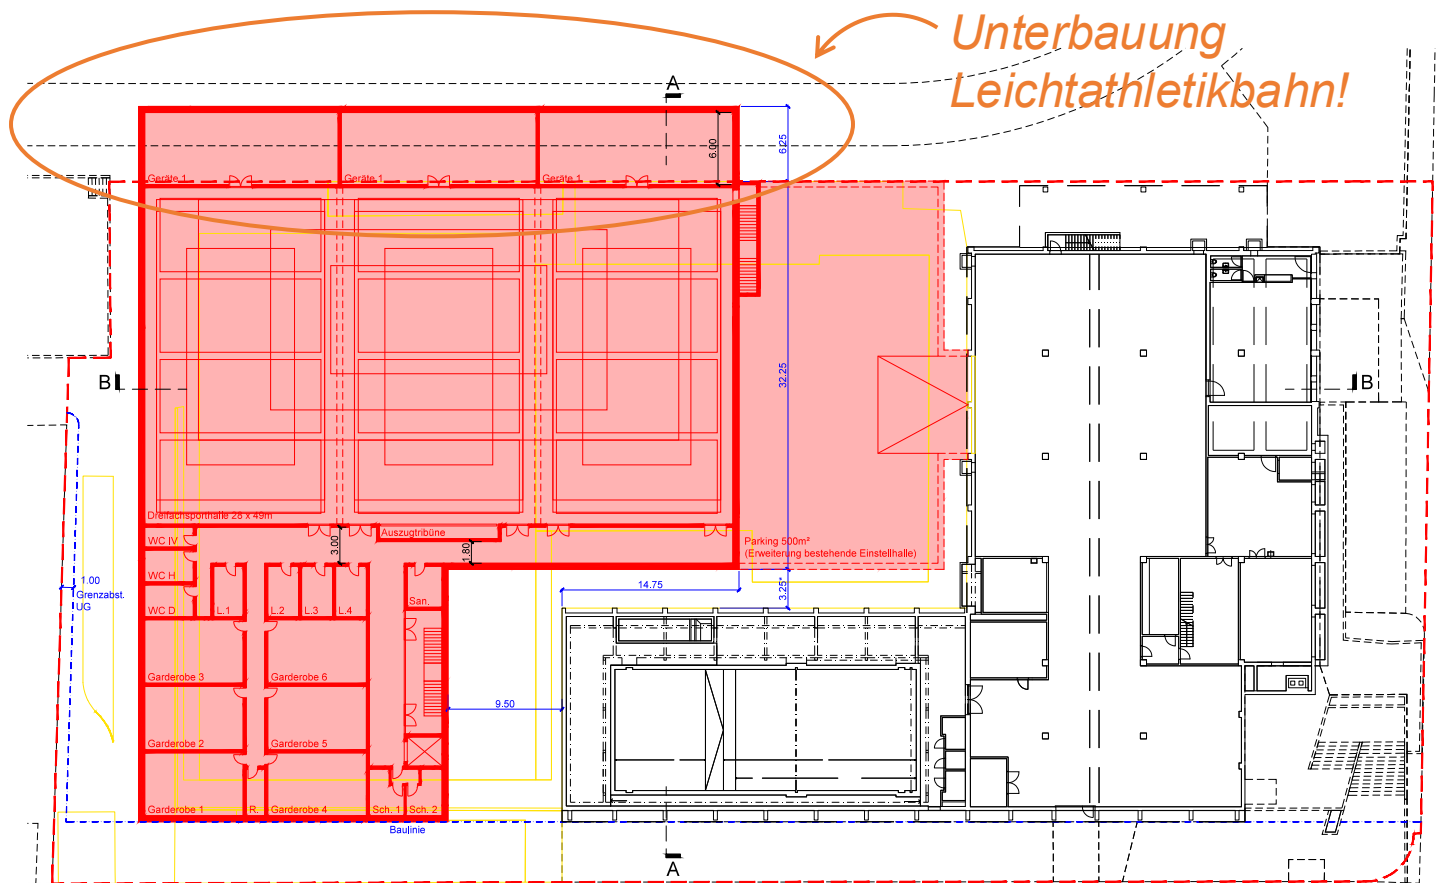 Unterbauung
Leichtathletikbahn!
A
6.00
6.25
Geräte 1
Geräte 1
Geräte 1
B
B
32.25
Dreifachsporthalle 28 x 49m
Auszugtribüne
3.00
1.80
Parking 500m²
(Erweiterung bestehende Einstellhalle)
WC IV
WC H
WC D
L.1
L.2
L.3
L.4
San.
1.00
Grenzabst.
UG
14.75
3.25*
Garderobe 3
Garderobe 6
9.50
Garderobe 2
Garderobe 5
Garderobe 1
R.
Garderobe 4
Sch. 1
Sch. 2
Baulinie
A